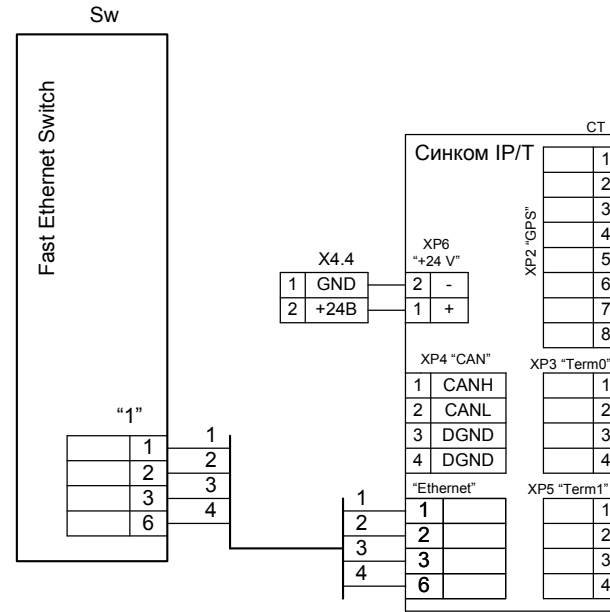 Sw
Fast Ethernet Switch
"1"
1
2
3
6
1
2
3
4
X4.4
1 GND
2 +24В
СТ
Синком IP/T
XP6
"+24 V"
2 -
1 +
XP2 "GPS"
1
2
3
4
5
6
7
8
XP4 "CAN"
1 CANH
2 CANL
3 DGND
4 DGND
XP3 "Term0"
1
2
3
4
1
2
3
4
"Ethernet"
1
2
3
6
XP5 "Term1"
1
2
3
4